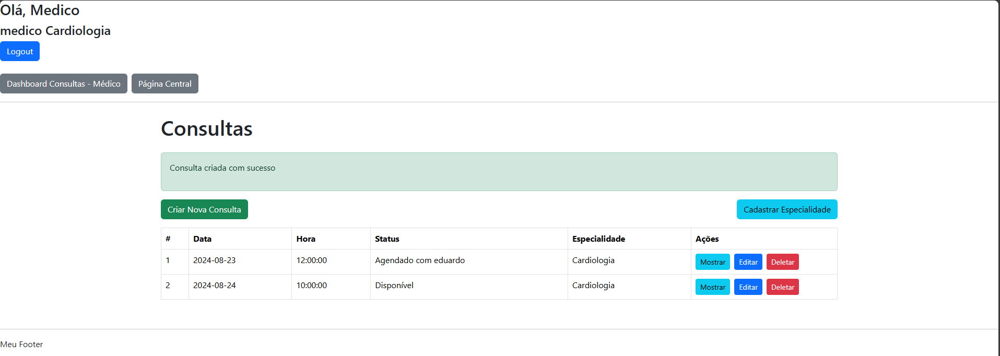 Olá, Medico
medico Cardiologia
Logout
Dashboard Consultas - Médico Página Central
Consultas
Consulta criada com sucesso
Criar Nova Consulta Cadastrar Especialidade
# Data Hora Status Especialidade Ações
1 2024-08-23 12:00:00 Agendado com eduardo Cardiologia Mostrar Editar Deletar
2 2024-08-24 10:00:00 Disponível Cardiologia Mostrar Editar Deletar
Meu Footer